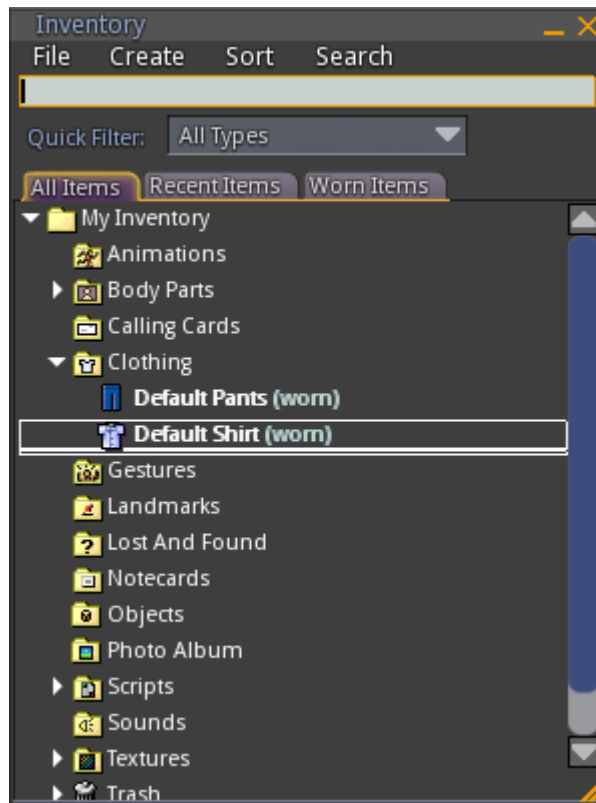 Inventory
File Create Sort Search
Quick Filter: All Types
All Items Recent Items Worn Items
My Inventory
Animations
Body Parts
Calling Cards
Clothing
Default Pants (worn)
Default Shirt (worn)
Gestures
Landmarks
Lost And Found
Notecards
Objects
Photo Album
Scripts
Sounds
Textures
Trash